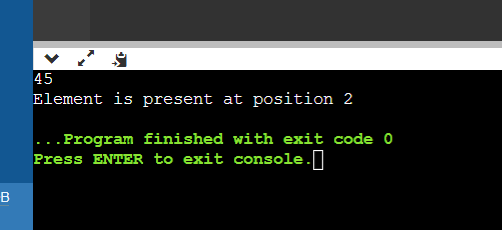 45
Element is present at position 2
...Program finished with exit code 0
Press ENTER to exit console.
B